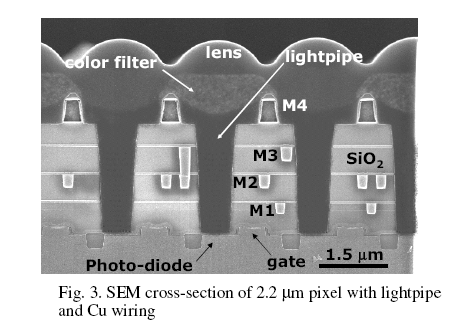 lens
color filter
lightpipe
M4
M3
SiO₂
M2
M1
Photo-diode
gate
1.5 µm
Fig. 3. SEM cross-section of 2.2 µm pixel with lightpipe
and Cu wiring